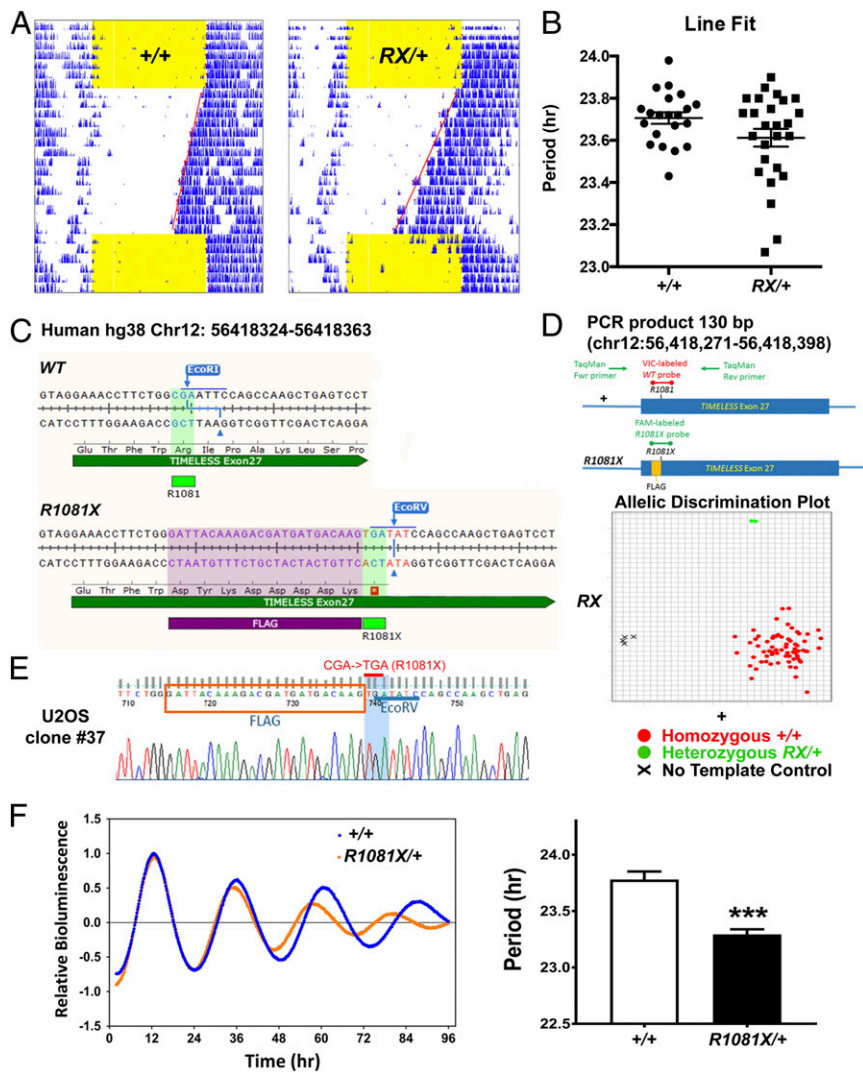 A
+/+
RX/+
B
Line Fit
Period (hr)
24.0
23.8
23.6
23.4
23.2
23.0
+/+
RX/+
C Human hg38 Chr12: 56418324-56418363
WT
EcoRI
GTAGGAAACCTTCTGGCGAATTCCAGCCAAGCTGAGTCCT
CATCCTTTGGAAGACCGCTTAAGGTCGGTTCGACTCAGGA
Glu Thr Phe Trp Arg Ile Pro Ala Lys Leu Ser Pro
TIMELESS Exon27
R1081
R1081X
EcoRV
GTAGGAAACCTTCTGGGATTACAAAGACGATGATGACAAGTGATATCCAGCCAAGCTGAGTCCT
CATCCTTTGGAAGACCCTAATGTTTCTGCTACTACTGTTCACTATAGGTCGGTTCGACTCAGGA
Glu Thr Phe Trp Asp Tyr Lys Asp Asp Asp Asp Lys
TIMELESS Exon27
FLAG
R1081X
D
PCR product 130 bp
(chr12:56,418,271-56,418,398)
TaqMan
Fwr primer
VIC-labeled
WT probe
R1081
TaqMan
Rev primer
+
TIMELESS Exon 27
FAM-labeled
R1081X probe
R1081X
R1081X
TIMELESS Exon 27
FLAG
Allelic Discrimination Plot
RX
+
Homozygous +/+
Heterozygous RX/+
No Template Control
E
CGA->TGA (R1081X)
TTCTGGGATTACAAAGACGATGATGACAAGTGATATCCAGCCAAGCTGAG
710 720 730 740 750
FLAG
EcoRV
U2OS
clone #37
F
Relative Bioluminescence
1.5
1.0
0.5
0.0
-0.5
-1.0
-1.5
+/+
R1081X/+
0 12 24 36 48 60 72 84 96
Time (hr)
Period (hr)
24.0
23.5
23.0
22.5
***
+/+
R1081X/+